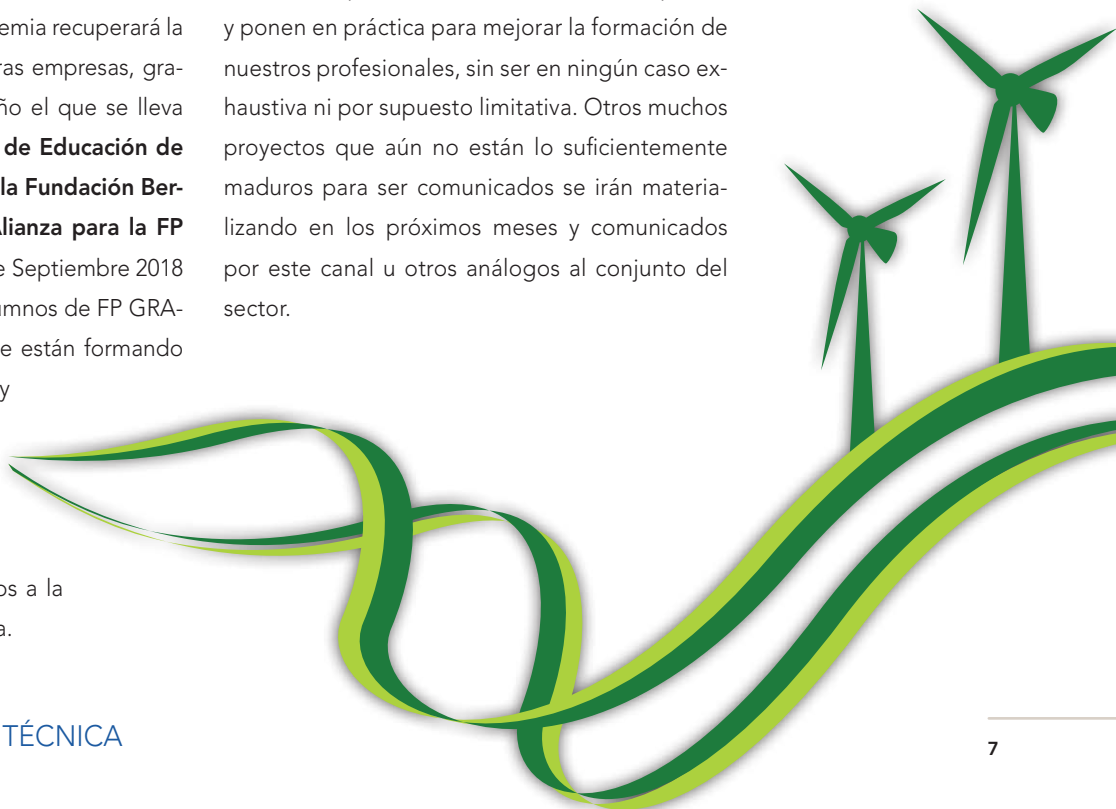 emia recuperará la
ras empresas, gra-
ño el que se lleva
de Educación de
la Fundación Ber-
Alianza para la FP
e Septiembre 2018
umnos de FP GRA-
e están formando
y
os a la
a.
TÉCNICA
y ponen en práctica para mejorar la formación de
nuestros profesionales, sin ser en ningún caso ex-
haustiva ni por supuesto limitativa. Otros muchos
proyectos que aún no están lo suficientemente
maduros para ser comunicados se irán materia-
lizando en los próximos meses y comunicados
por este canal u otros análogos al conjunto del
sector.
7